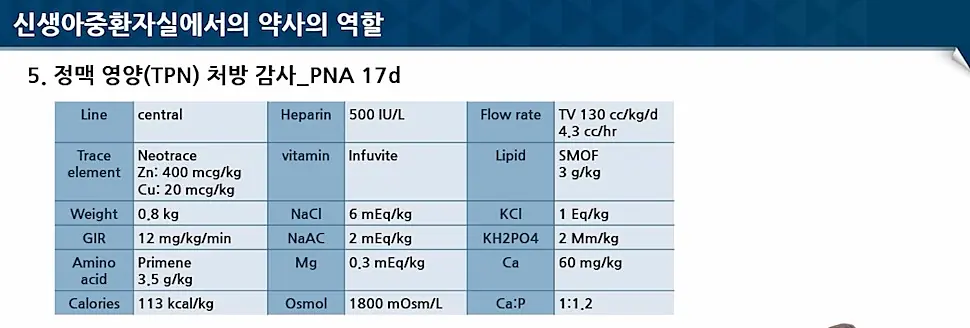 신생아중환자실에서의 약사의 역할
5. 정맥 영양(TPN) 처방 감사_PNA 17d
Line central Heparin 500 IU/L Flow rate TV 130 cc/kg/d
4.3 cc/hr
Trace element Neotrace vitamin Infuvite Lipid SMOF
Zn: 400 mcg/kg 3 g/kg
Cu: 20 mcg/kg
Weight 0.8 kg NaCl 6 mEq/kg KCl 1 Eq/kg
GIR 12 mg/kg/min NaAC 2 mEq/kg KH2PO4 2 Mm/kg
Amino acid Primene Mg 0.3 mEq/kg Ca 60 mg/kg
3.5 g/kg
Calories 113 kcal/kg Osmol 1800 mOsm/L Ca:P 1:1.2